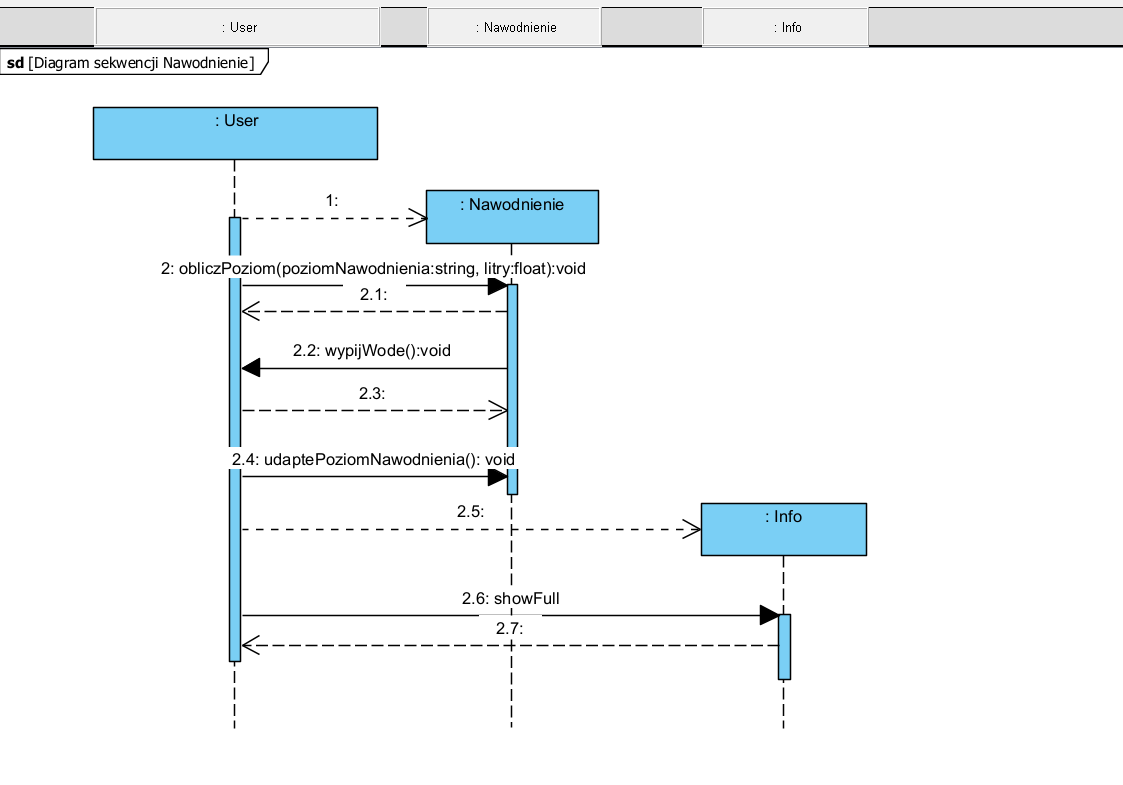 : User
: Nawodnienie
: Info
sd [Diagram sekwencji Nawodnienie]
: User
1:
: Nawodnienie
2: obliczPoziom(poziomNawodnienia:string, litry:float):void
2.1:
2.2: wypijWode():void
2.3:
2.4: udaptePoziomNawodnienia(): void
2.5:
: Info
2.6: showFull
2.7: